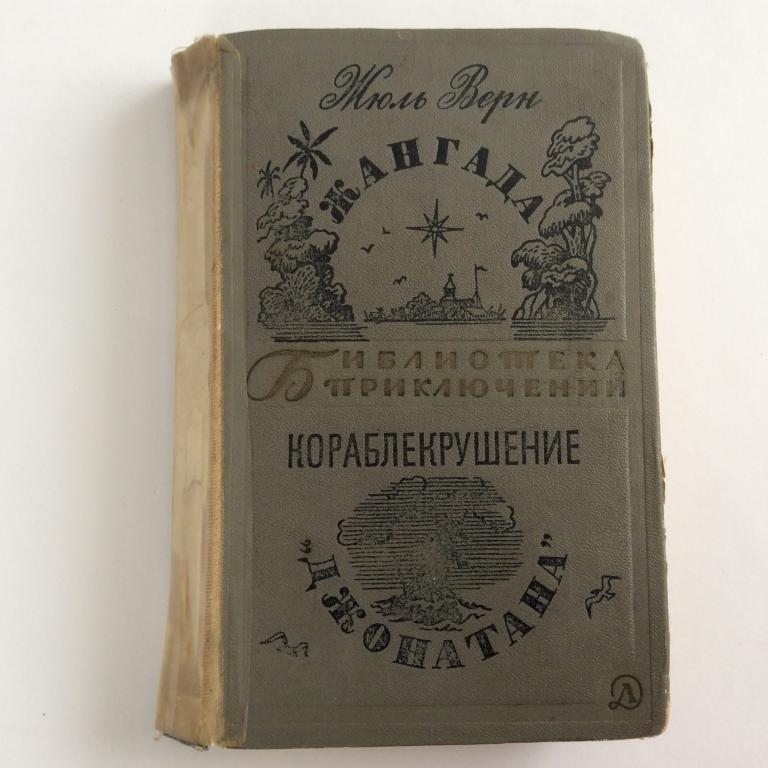 Жюль Верн
ЖАНГАДА
БИБЛИОТЕКА
ПРИКЛЮЧЕНИЙ
КОРАБЛЕКРУШЕНИЕ
"ДЖОНАТАНА"
Д